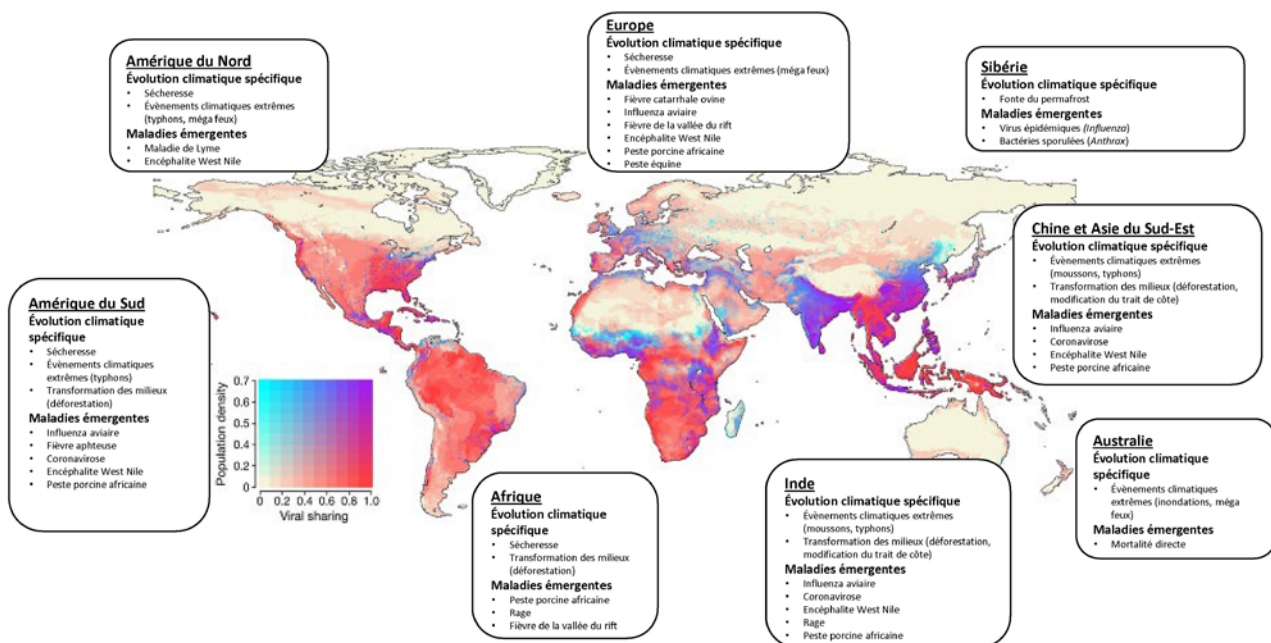 Amérique du Nord
Évolution climatique spécifique
• Sécheresse
• Évènements climatiques extrêmes
(typhons, méga feux)
Maladies émergentes
• Maladie de Lyme
• Encéphalite West Nile
Europe
Évolution climatique spécifique
• Sécheresse
• Évènements climatiques extrêmes (méga feux)
Maladies émergentes
• Fièvre catarrhale ovine
• Influenza aviaire
• Fièvre de la vallée du rift
• Encéphalite West Nile
• Peste porcine africaine
• Peste équine
Sibérie
Évolution climatique spécifique
• Fonte du permafrost
Maladies émergentes
• Virus épidémiques (Influenza)
• Bactéries sporulées (Anthrax)
Chine et Asie du Sud-Est
Évolution climatique spécifique
• Évènements climatiques extrêmes
(moussons, typhons)
• Transformation des milieux (déforestation,
modification du trait de côte)
Maladies émergentes
• Influenza aviaire
• Coronavirose
• Encéphalite West Nile
• Peste porcine africaine
Amérique du Sud
Évolution climatique
spécifique
• Sécheresse
• Évènements climatiques
extrêmes (typhons)
• Transformation des milieux
(déforestation)
Maladies émergentes
• Influenza aviaire
• Fièvre aphteuse
• Coronavirose
• Encéphalite West Nile
• Peste porcine africaine
Population density
0.7
0.6
0.4
0.2
0
0 0.2 0.4 0.6 0.8 1.0
Viral sharing
Afrique
Évolution climatique
spécifique
• Sécheresse
• Transformation des milieux
(déforestation)
Maladies émergentes
• Peste porcine africaine
• Rage
• Fièvre de la vallée du rift
Inde
Évolution climatique spécifique
• Évènements climatiques extrêmes
(moussons, typhons)
• Transformation des milieux (déforestation,
modification du trait de côte)
Maladies émergentes
• Influenza aviaire
• Coronavirose
• Encéphalite West Nile
• Rage
• Peste porcine africaine
Australie
Évolution climatique
spécifique
• Évènements climatiques
extrêmes (inondations, méga
feux)
Maladies émergentes
• Mortalité directe